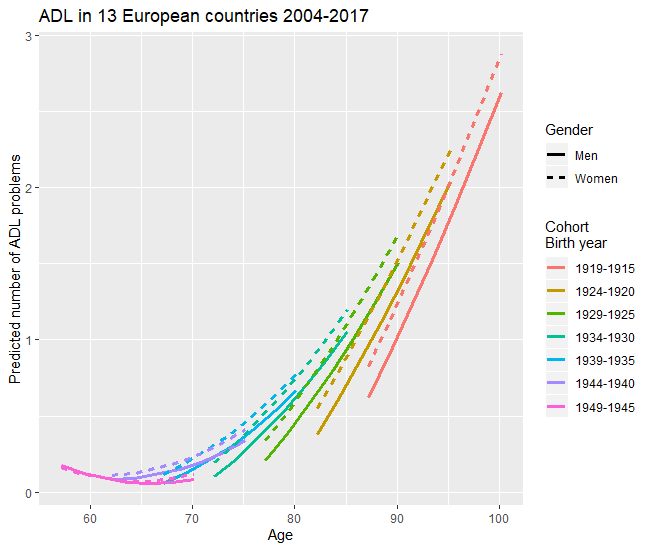 ADL in 13 European countries 2004-2017
Predicted number of ADL problems
3
2
1
0
60
70
80
90
100
Age
Gender
Men
Women
Cohort
Birth year
1919-1915
1924-1920
1929-1925
1934-1930
1939-1935
1944-1940
1949-1945